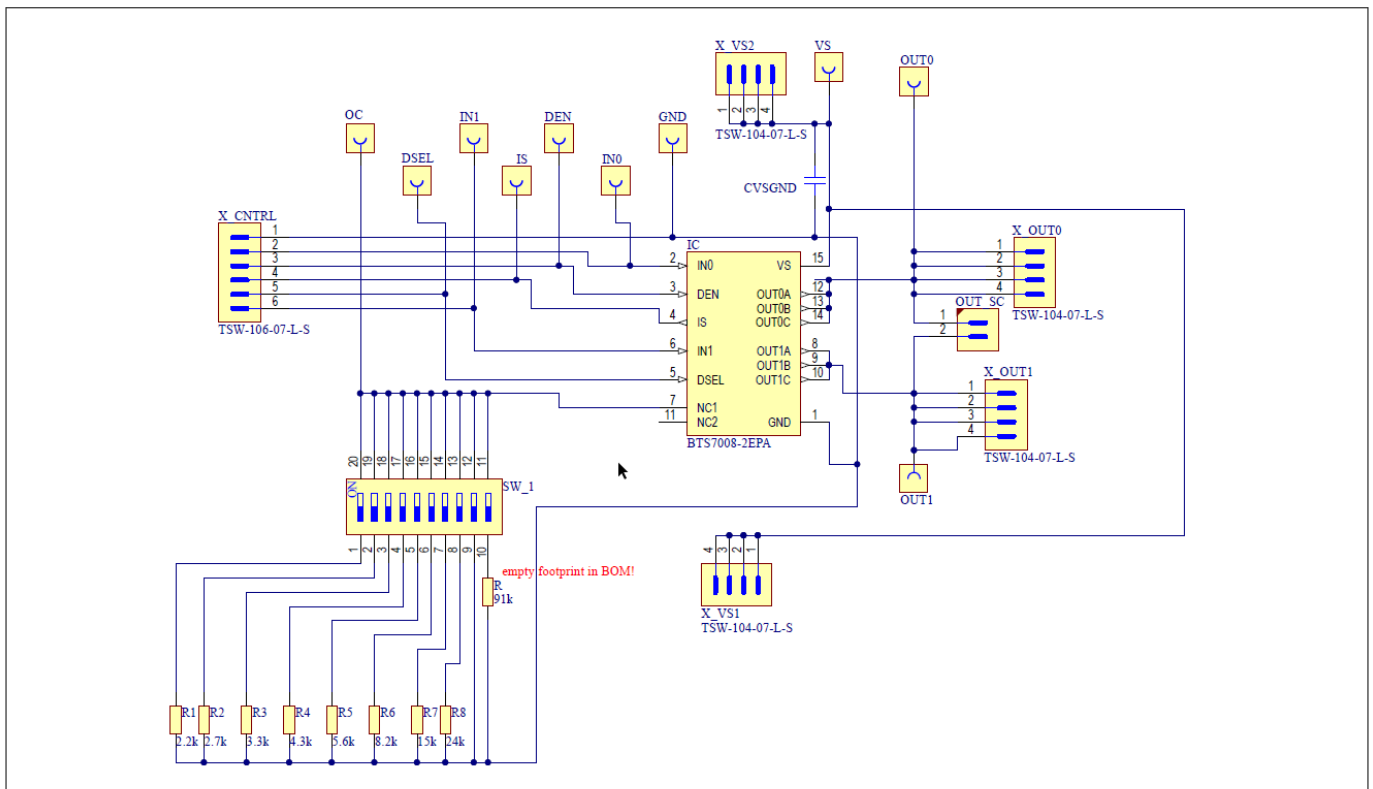 X_VS2
VS
OUT0
1
2
3
4
TSW-104-07-L-S
OC
IN1
DEN
GND
DSEL
IS
IN0
CVSGND
X_CNTRL
1
2
3
4
5
6
TSW-106-07-L-S
IC
2 IN0 VS 15
3 DEN OUT0A 12
OUT0B 13
4 IS OUT0C 14
6 IN1 OUT1A 8
OUT1B 9
5 DSEL OUT1C 10
7 NC1
11 NC2 GND 1
BTS7008-2EPA
X_OUT0
1
2
3
4
TSW-104-07-L-S
OUT_SC
1
2
X_OUT1
1
2
3
4
TSW-104-07-L-S
OUT1
20 19 18 17 16 15 14 13 12 11
ON
SW_1
1 2 3 4 5 6 7 8 9 10
empty footprint in BOM!
R
91k
4 3 2 1
X_VS1
TSW-104-07-L-S
R1 R2 R3 R4 R5 R6 R7 R8
2.2k 2.7k 3.3k 4.3k 5.6k 8.2k 15k 24k